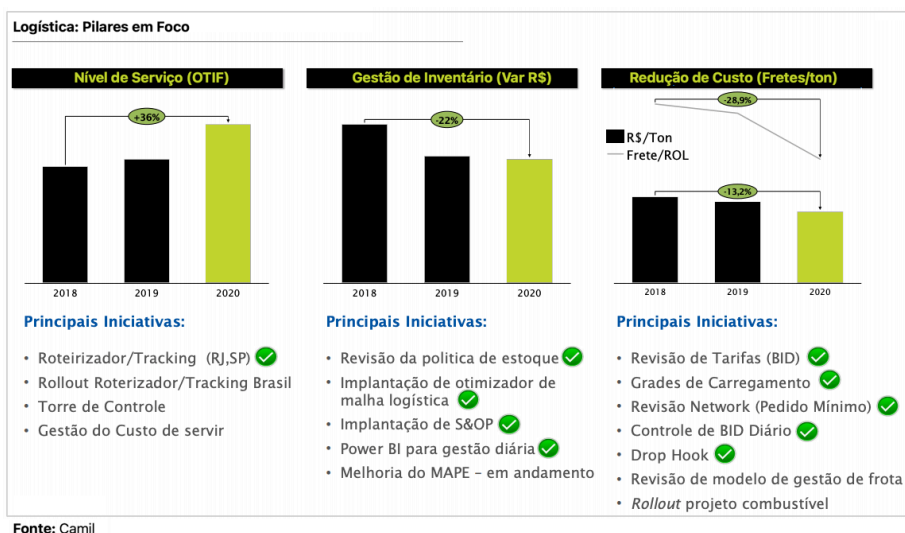 Logística: Pilares em Foco
Nível de Serviço (OTIF)
+36%
2018 2019 2020
Principais Iniciativas:
• Roteirizador/Tracking (RJ,SP)
• Rollout Roterizador/Tracking Brasil
• Torre de Controle
• Gestão do Custo de servir
Gestão de Inventário (Var R$)
-22%
2018 2019 2020
Principais Iniciativas:
• Revisão da politica de estoque
• Implantação de otimizador de
malha logística
• Implantação de S&OP
• Power BI para gestão diária
• Melhoria do MAPE – em andamento
Redução de Custo (Fretes/ton)
-28,9%
R$/Ton
Frete/ROL
-13,2%
2018 2019 2020
Principais Iniciativas:
• Revisão de Tarifas (BID)
• Grades de Carregamento
• Revisão Network (Pedido Mínimo)
• Controle de BID Diário
• Drop Hook
• Revisão de modelo de gestão de frota
• Rollout projeto combustível
Fonte: Camil